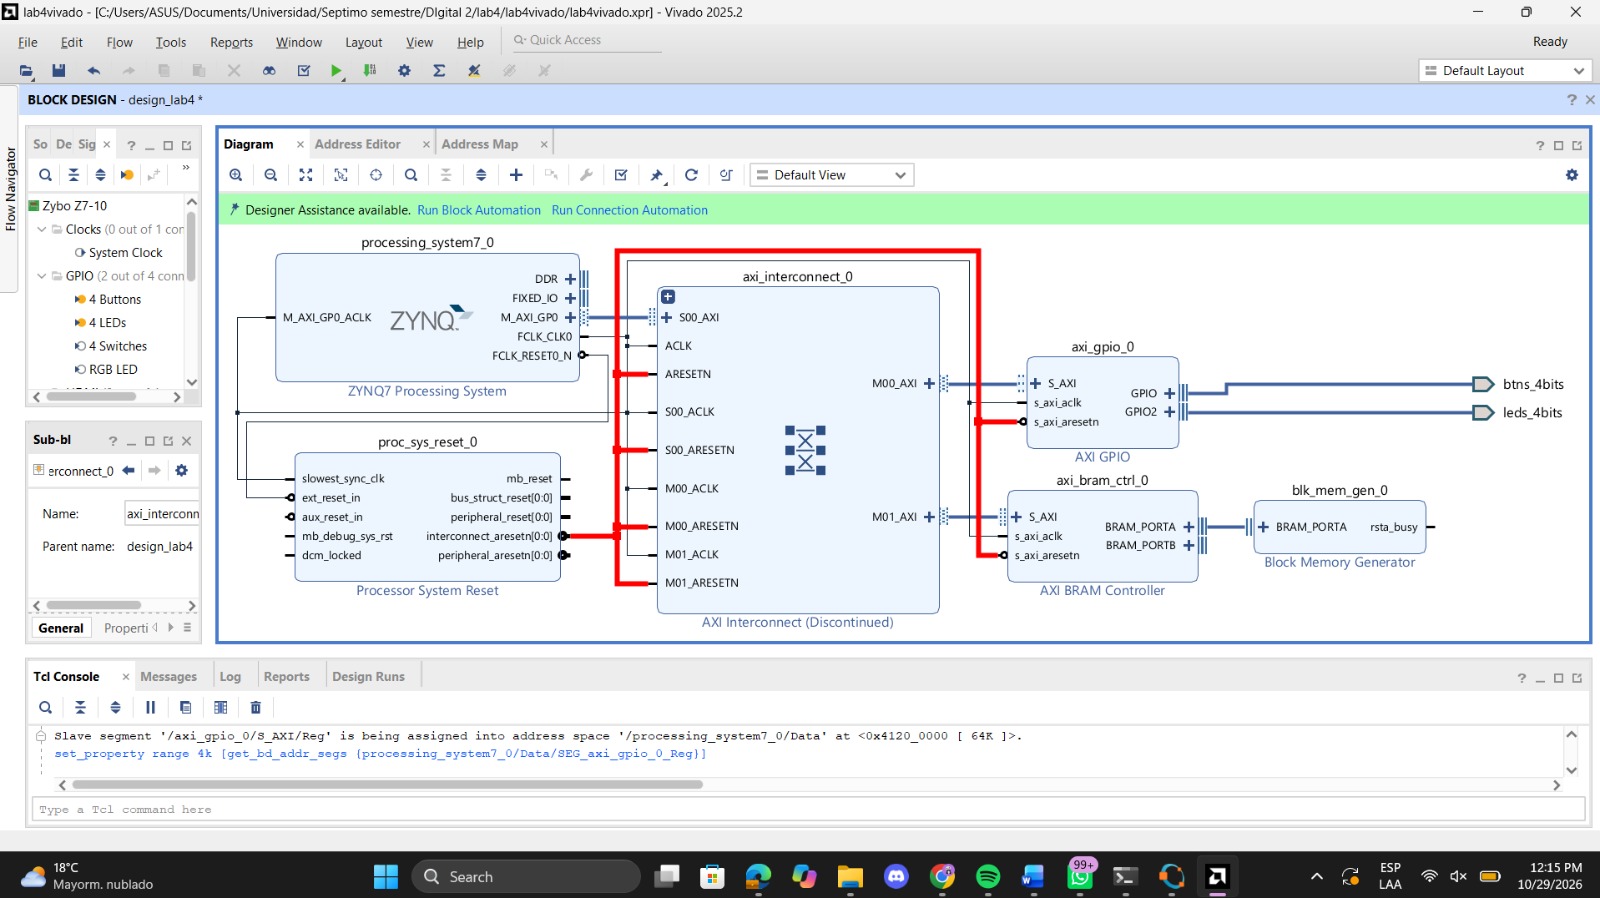 lab4vivado - [C:/Users/ASUS/Documents/Universidad/Septimo semestre/DIgital 2/lab4/lab4vivado/lab4vivado.xpr] - Vivado 2025.2
File Edit Flow Tools Reports Window Layout View Help Quick Access Ready
Default Layout
BLOCK DESIGN - design_lab4 *
Flow Navigator
So De Sig
Zybo Z7-10
Clocks (0 out of 1 con
System Clock
GPIO (2 out of 4 conn
4 Buttons
4 LEDs
4 Switches
RGB LED
Sub-bl
erconnect_0
Name: axi_interconn
Parent name: design_lab4
General Properti
Diagram Address Editor Address Map
Default View
Designer Assistance available. Run Block Automation Run Connection Automation
processing_system7_0
DDR
FIXED_IO
M_AXI_GP0_ACLK
ZYNQ
M_AXI_GP0
FCLK_CLK0
FCLK_RESET0_N
ZYNQ7 Processing System
proc_sys_reset_0
slowest_sync_clk
ext_reset_in
aux_reset_in
mb_debug_sys_rst
dcm_locked
mb_reset
bus_struct_reset[0:0]
peripheral_reset[0:0]
interconnect_aresetn[0:0]
peripheral_aresetn[0:0]
Processor System Reset
axi_interconnect_0
S00_AXI
ACLK
ARESETN
S00_ACLK
S00_ARESETN
M00_ACLK
M00_ARESETN
M01_ACLK
M01_ARESETN
M00_AXI
M01_AXI
AXI Interconnect (Discontinued)
axi_gpio_0
S_AXI
s_axi_aclk
s_axi_aresetn
GPIO
GPIO2
AXI GPIO
btns_4bits
leds_4bits
axi_bram_ctrl_0
S_AXI
s_axi_aclk
s_axi_aresetn
BRAM_PORTA
BRAM_PORTB
AXI BRAM Controller
blk_mem_gen_0
BRAM_PORTA
rsta_busy
Block Memory Generator
Tcl Console Messages Log Reports Design Runs
Slave segment '/axi_gpio_0/S_AXI/Reg' is being assigned into address space '/processing_system7_0/Data' at <0x4120_0000 [ 64K ]>.
set_property range 4k [get_bd_addr_segs {processing_system7_0/Data/SEG_axi_gpio_0_Reg}]
Type a Tcl command here
18°C
Mayorm. nublado
Search
99+
ESP
LAA
12:15 PM
10/29/2026